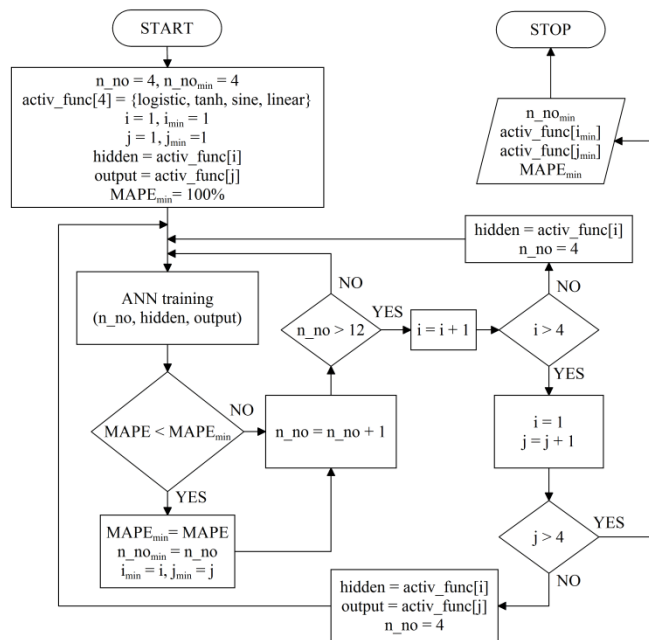 START
n_no = 4, n_no_min = 4
activ_func[4] = {logistic, tanh, sine, linear}
i = 1, i_min = 1
j = 1, j_min =1
hidden = activ_func[i]
output = activ_func[j]
MAPE_min= 100%
STOP
n_no_min
activ_func[i_min]
activ_func[j_min]
MAPE_min
hidden = activ_func[i]
n_no = 4
ANN training
(n_no, hidden, output)
NO
n_no > 12
YES
i = i + 1
NO
i > 4
YES
MAPE < MAPE_min
NO
YES
n_no = n_no + 1
i = 1
j = j + 1
MAPE_min= MAPE
n_no_min = n_no
i_min = i, j_min = j
j > 4
YES
NO
hidden = activ_func[i]
output = activ_func[j]
n_no = 4